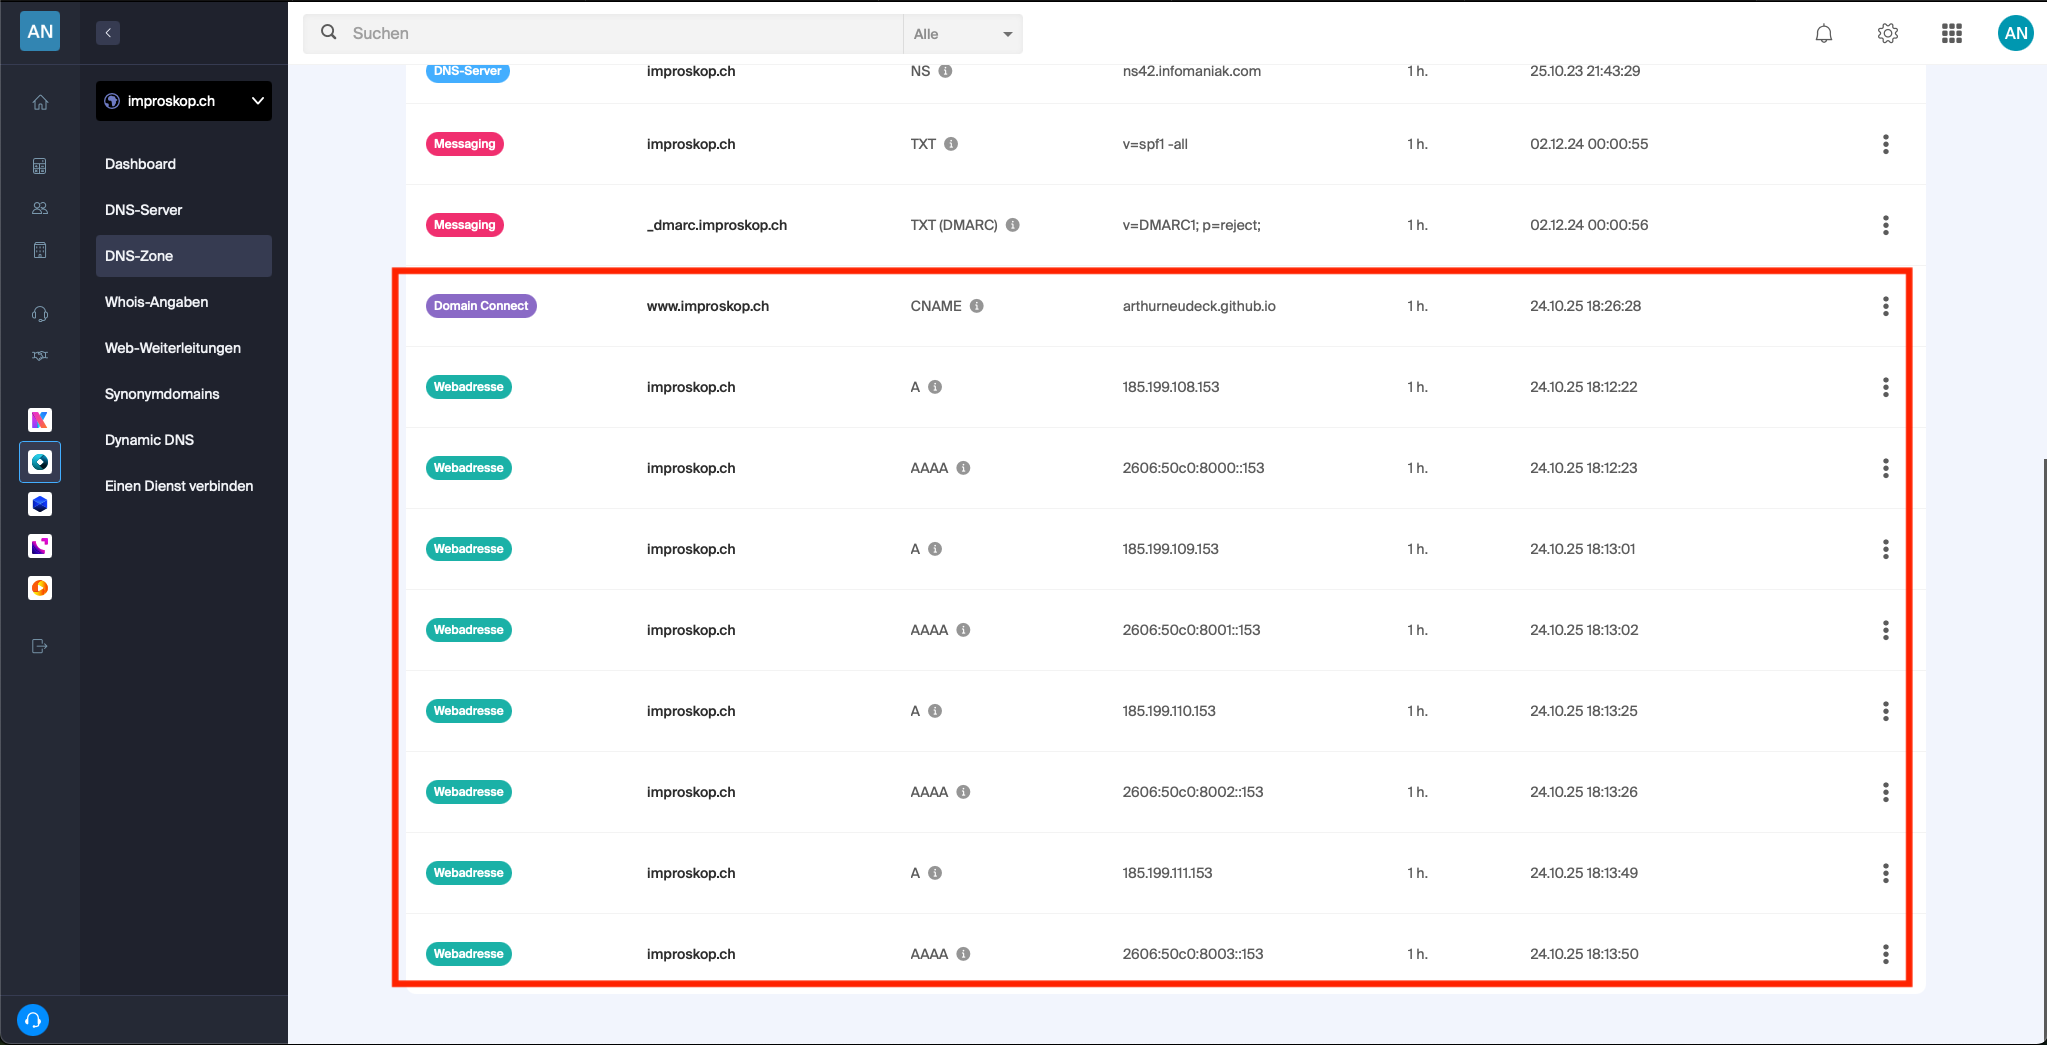 AN
Suchen
Alle
AN
improskop.ch
Dashboard
DNS-Server
DNS-Zone
Whois-Angaben
Web-Weiterleitungen
Synonymdomains
Dynamic DNS
Einen Dienst verbinden
DNS-Server improskop.ch NS ns42.infomaniak.com 1 h. 25.10.23 21:43:29
Messaging improskop.ch TXT v=spf1 -all 1 h. 02.12.24 00:00:55
Messaging _dmarc.improskop.ch TXT (DMARC) v=DMARC1; p=reject; 1 h. 02.12.24 00:00:56
Domain Connect www.improskop.ch CNAME arthurneudeck.github.io 1 h. 24.10.25 18:26:28
Webadresse improskop.ch A 185.199.108.153 1 h. 24.10.25 18:12:22
Webadresse improskop.ch AAAA 2606:50c0:8000::153 1 h. 24.10.25 18:12:23
Webadresse improskop.ch A 185.199.109.153 1 h. 24.10.25 18:13:01
Webadresse improskop.ch AAAA 2606:50c0:8001::153 1 h. 24.10.25 18:13:02
Webadresse improskop.ch A 185.199.110.153 1 h. 24.10.25 18:13:25
Webadresse improskop.ch AAAA 2606:50c0:8002::153 1 h. 24.10.25 18:13:26
Webadresse improskop.ch A 185.199.111.153 1 h. 24.10.25 18:13:49
Webadresse improskop.ch AAAA 2606:50c0:8003::153 1 h. 24.10.25 18:13:50